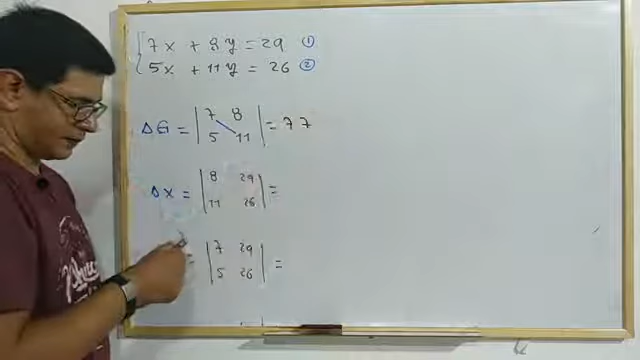 7x + 8y = 29 ①
5x + 11y = 26 ②
ΔG = | 7 8 | = 77
| 5 11 |
Δx = | 8 29 | =
| 11 26 |
| 7 29 | =
| 5 26 |